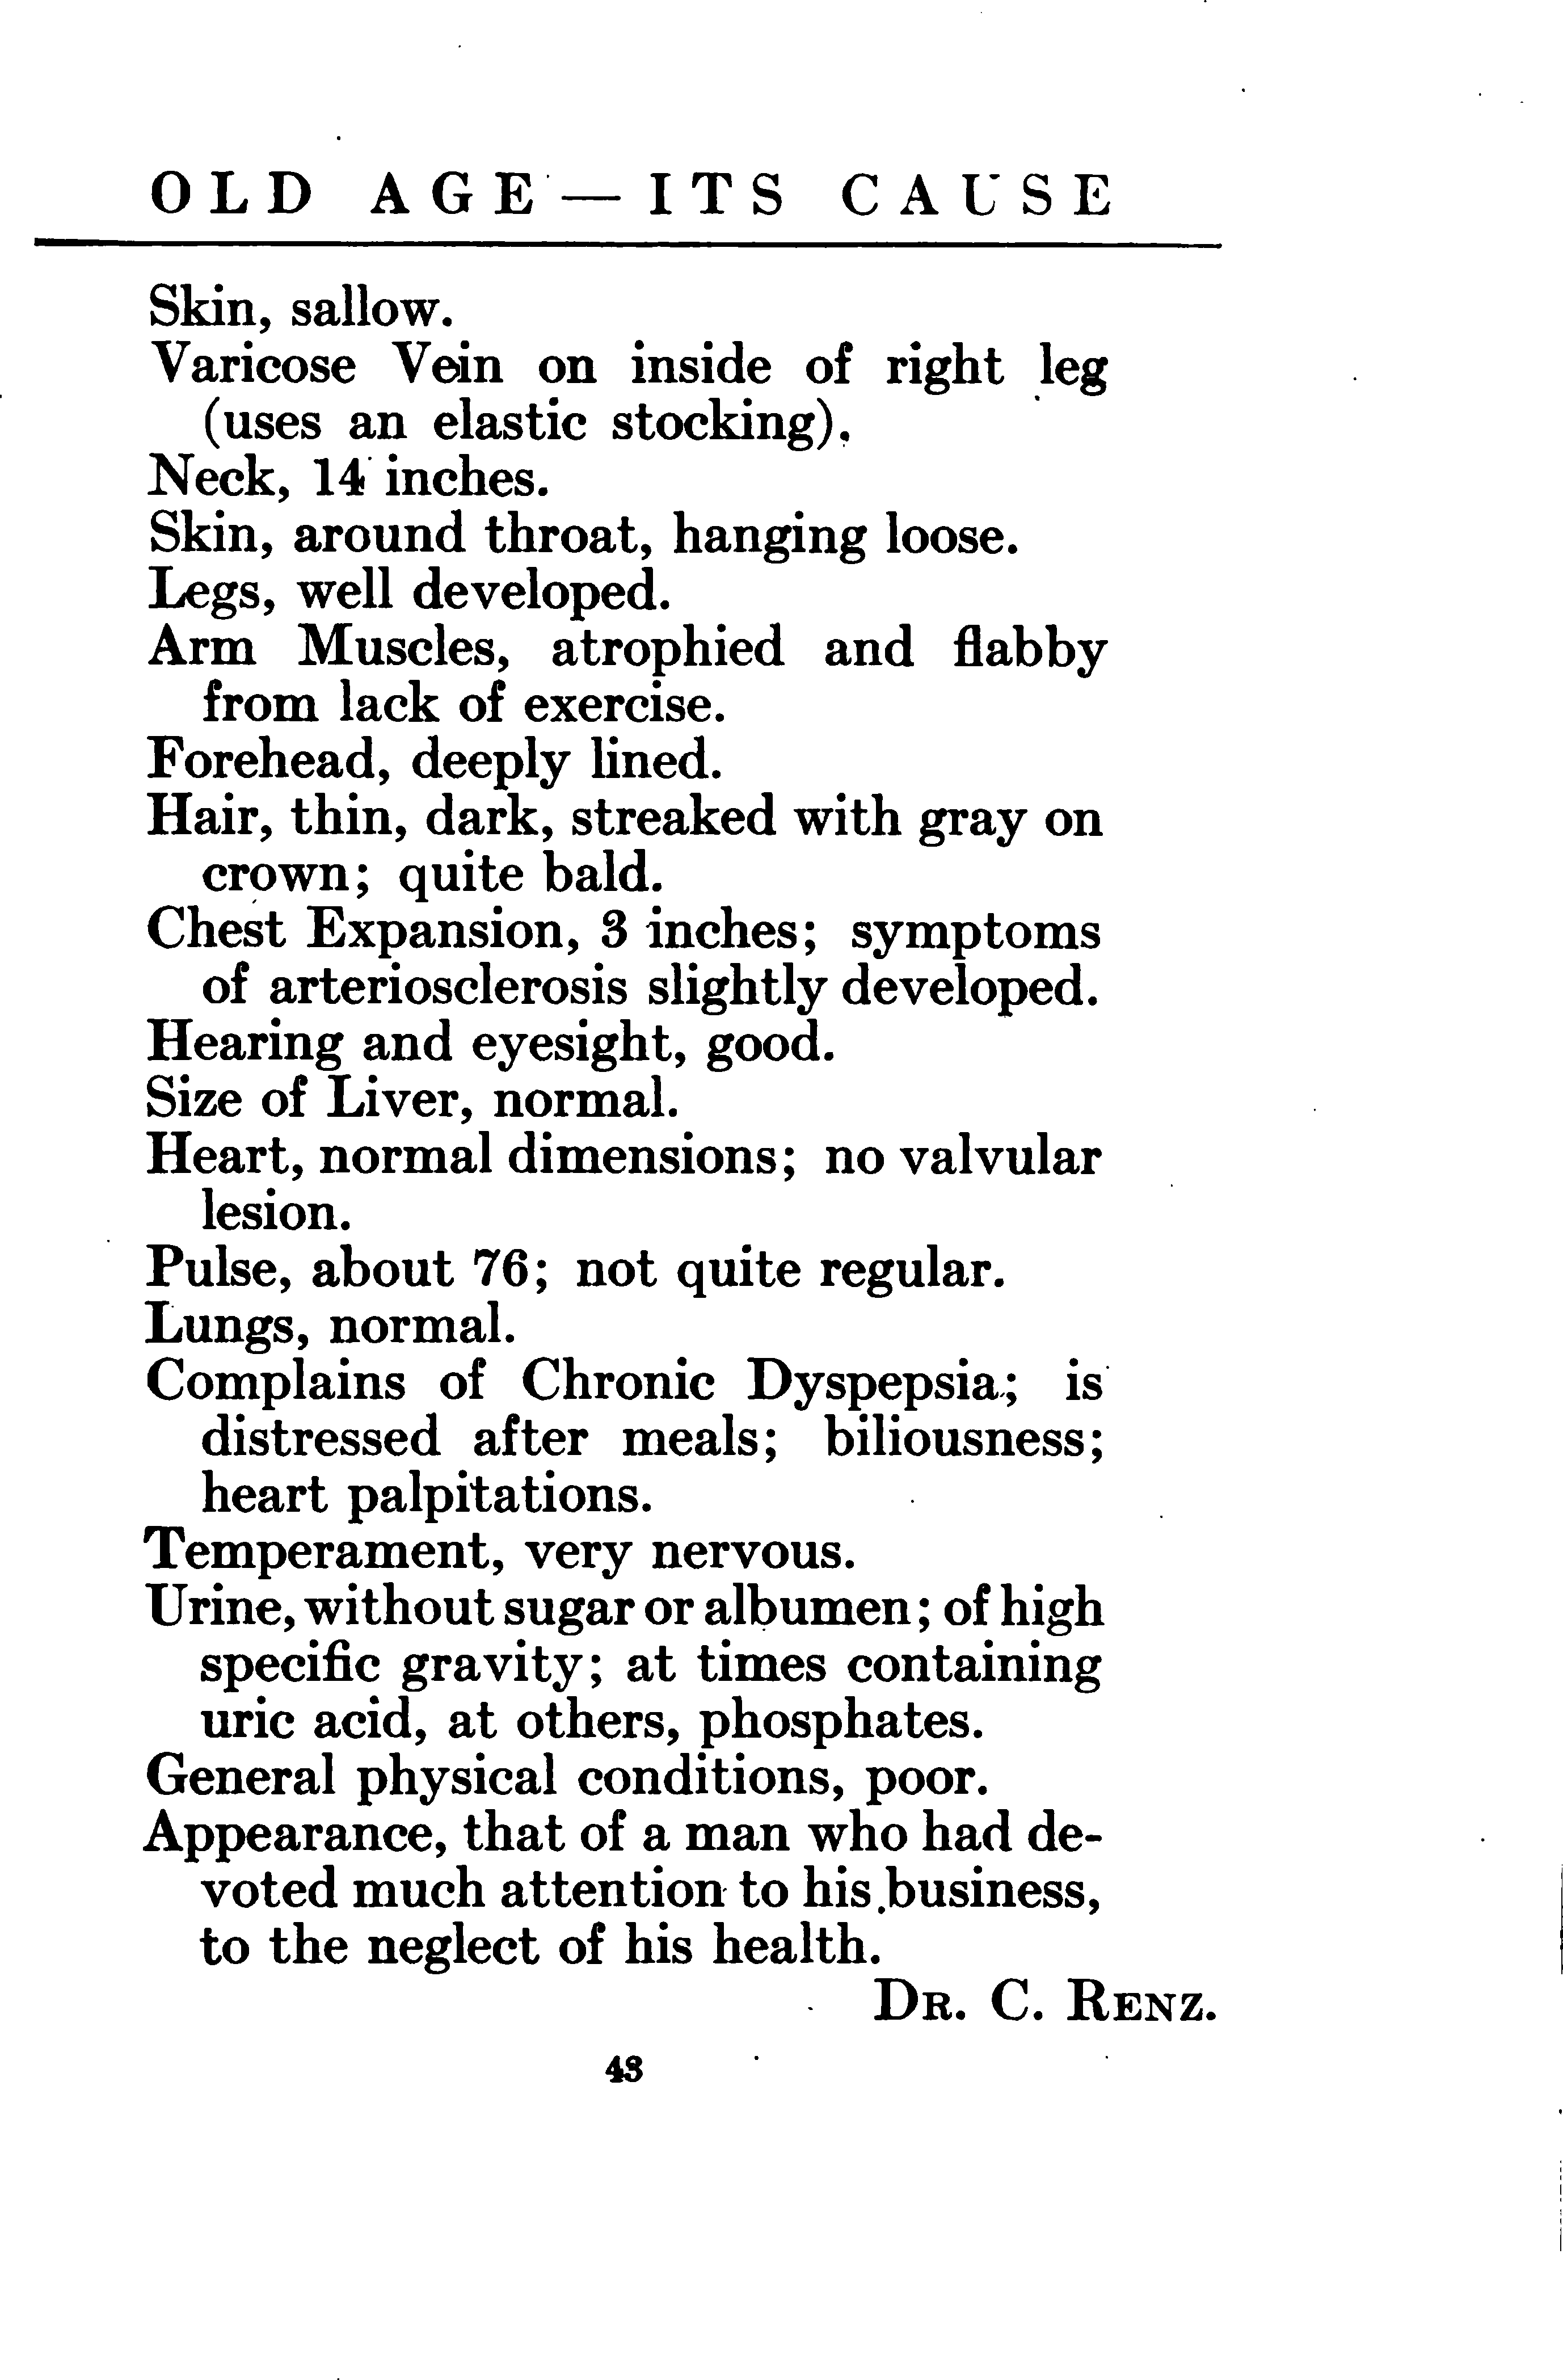 OLD AGE — ITS CAUSE
Skin, sallow.
Varicose Vein on inside of right leg
(uses an elastic stocking).
Neck, 14 inches.
Skin, around throat, hanging loose.
Legs, well developed.
Arm Muscles, atrophied and flabby
from lack of exercise.
Forehead, deeply lined.
Hair, thin, dark, streaked with gray on
crown; quite bald.
Chest Expansion, 3 inches; symptoms
of arteriosclerosis slightly developed.
Hearing and eyesight, good.
Size of Liver, normal.
Heart, normal dimensions; no valvular
lesion.
Pulse, about 76; not quite regular.
Lungs, normal.
Complains of Chronic Dyspepsia; is
distressed after meals; biliousness;
heart palpitations.
Temperament, very nervous.
Urine, without sugar or albumen; of high
specific gravity; at times containing
uric acid, at others, phosphates.
General physical conditions, poor.
Appearance, that of a man who had de-
voted much attention to his business,
to the neglect of his health.
DR. C. RENZ.
43